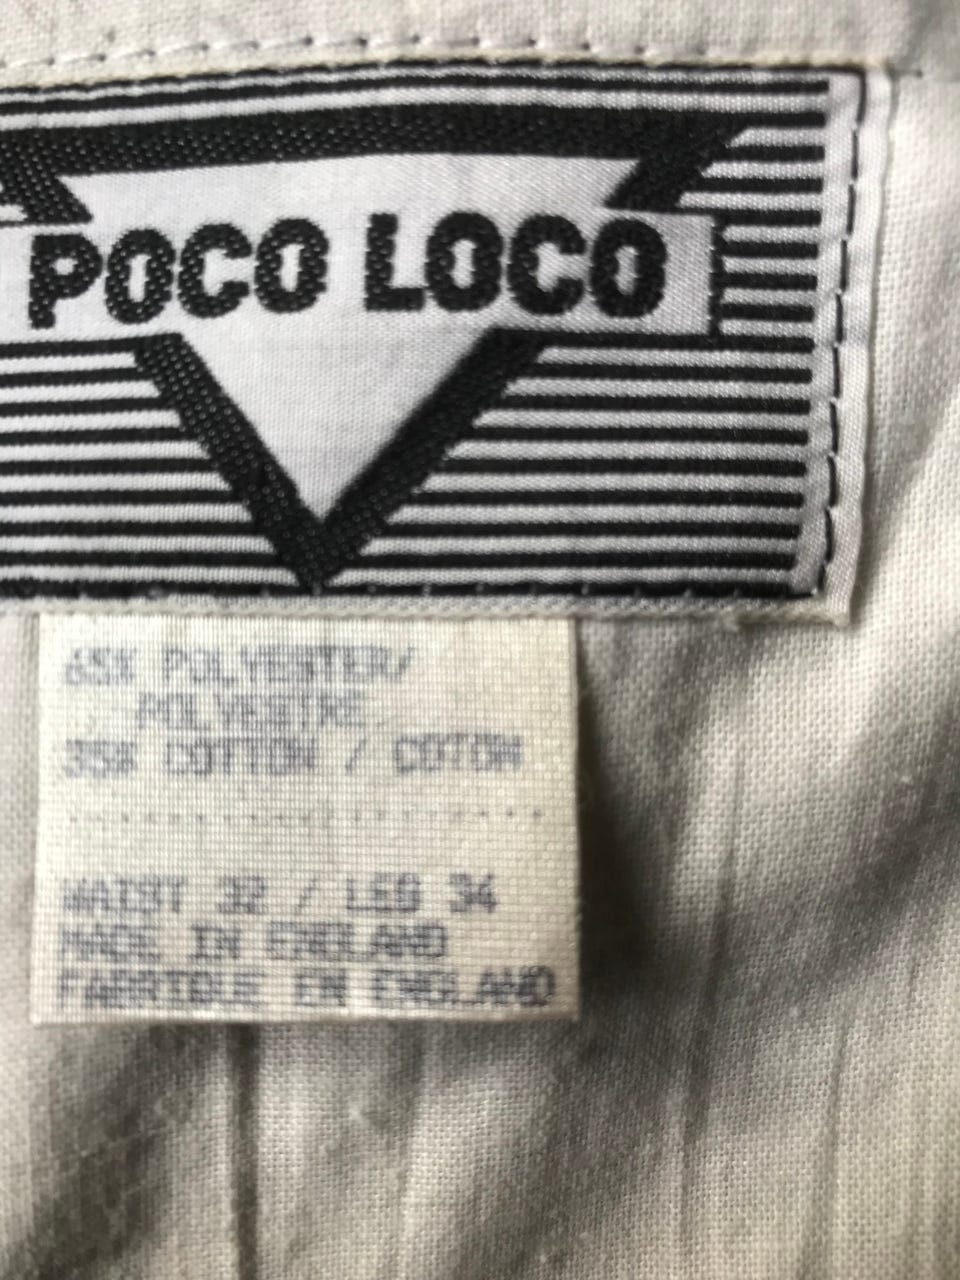 POCO LOCO
65% POLYESTER/
POLYESTRE
35% COTTON / COTON
WAIST 32 / LEG 34
MADE IN ENGLAND
FABRIQUE EN ENGLAND